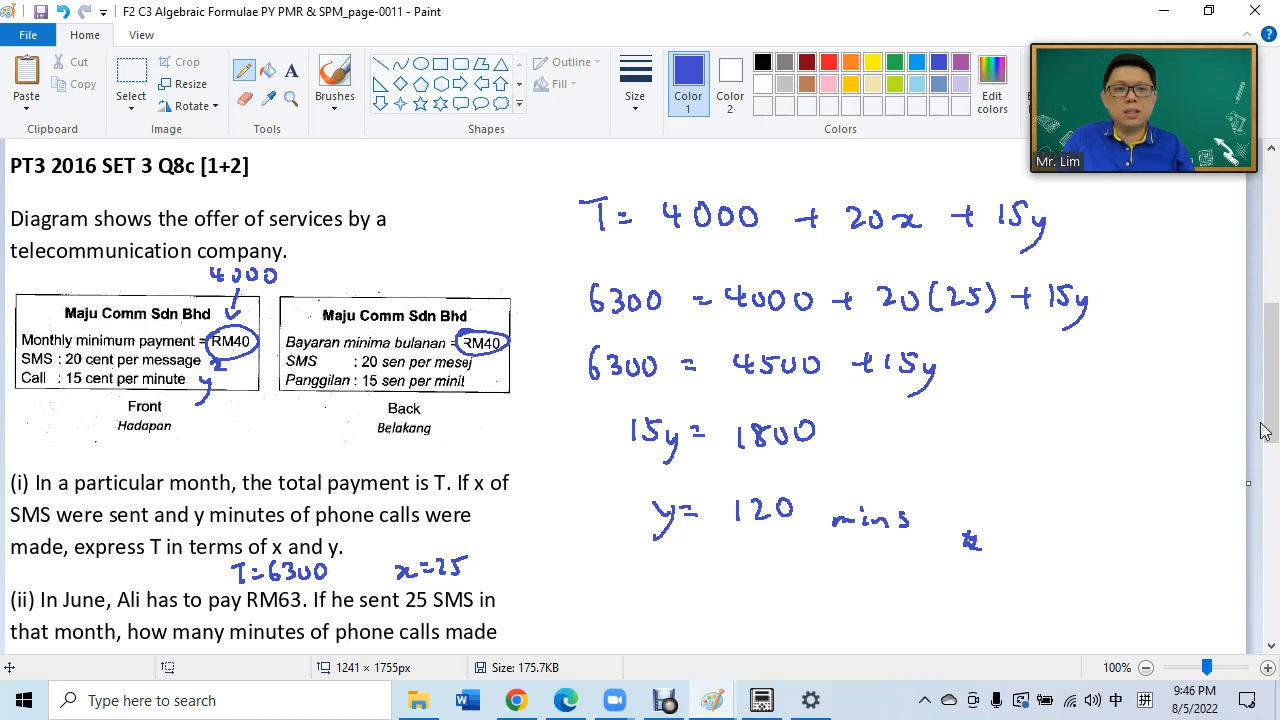 F2 C3 Algebraic Formulae PY PMR & SPM_page-0011 - Paint
File
Home
View
Paste
Cut
Copy
Clipboard
Select
Crop
Resize
Rotate
Image
Tools
Brushes
Shapes
Outline
Fill
Size
Color 1
Color 2
Colors
Edit colors
Mr. Lim
PT3 2016 SET 3 Q8c [1+2]
Diagram shows the offer of services by a
telecommunication company.
4000
Maju Comm Sdn Bhd
Monthly minimum payment = RM40
SMS : 20 cent per message x
Call : 15 cent per minute y
Front
Hadapan
Maju Comm Sdn Bhd
Bayaran minima bulanan = RM40
SMS : 20 sen per mesej
Panggilan : 15 sen per minit
Back
Belakang
(i) In a particular month, the total payment is T. If x of
SMS were sent and y minutes of phone calls were
made, express T in terms of x and y.
T=6300 x=25
(ii) In June, Ali has to pay RM63. If he sent 25 SMS in
that month, how many minutes of phone calls made
T= 4000 + 20x + 15y
6300 = 4000 + 20(25) + 15y
6300 = 4500 + 15y
15y = 1800
y = 120 mins
1241 × 1755px
Size: 175.7KB
100%
Type here to search
中
拼
9:46 PM
8/5/2022